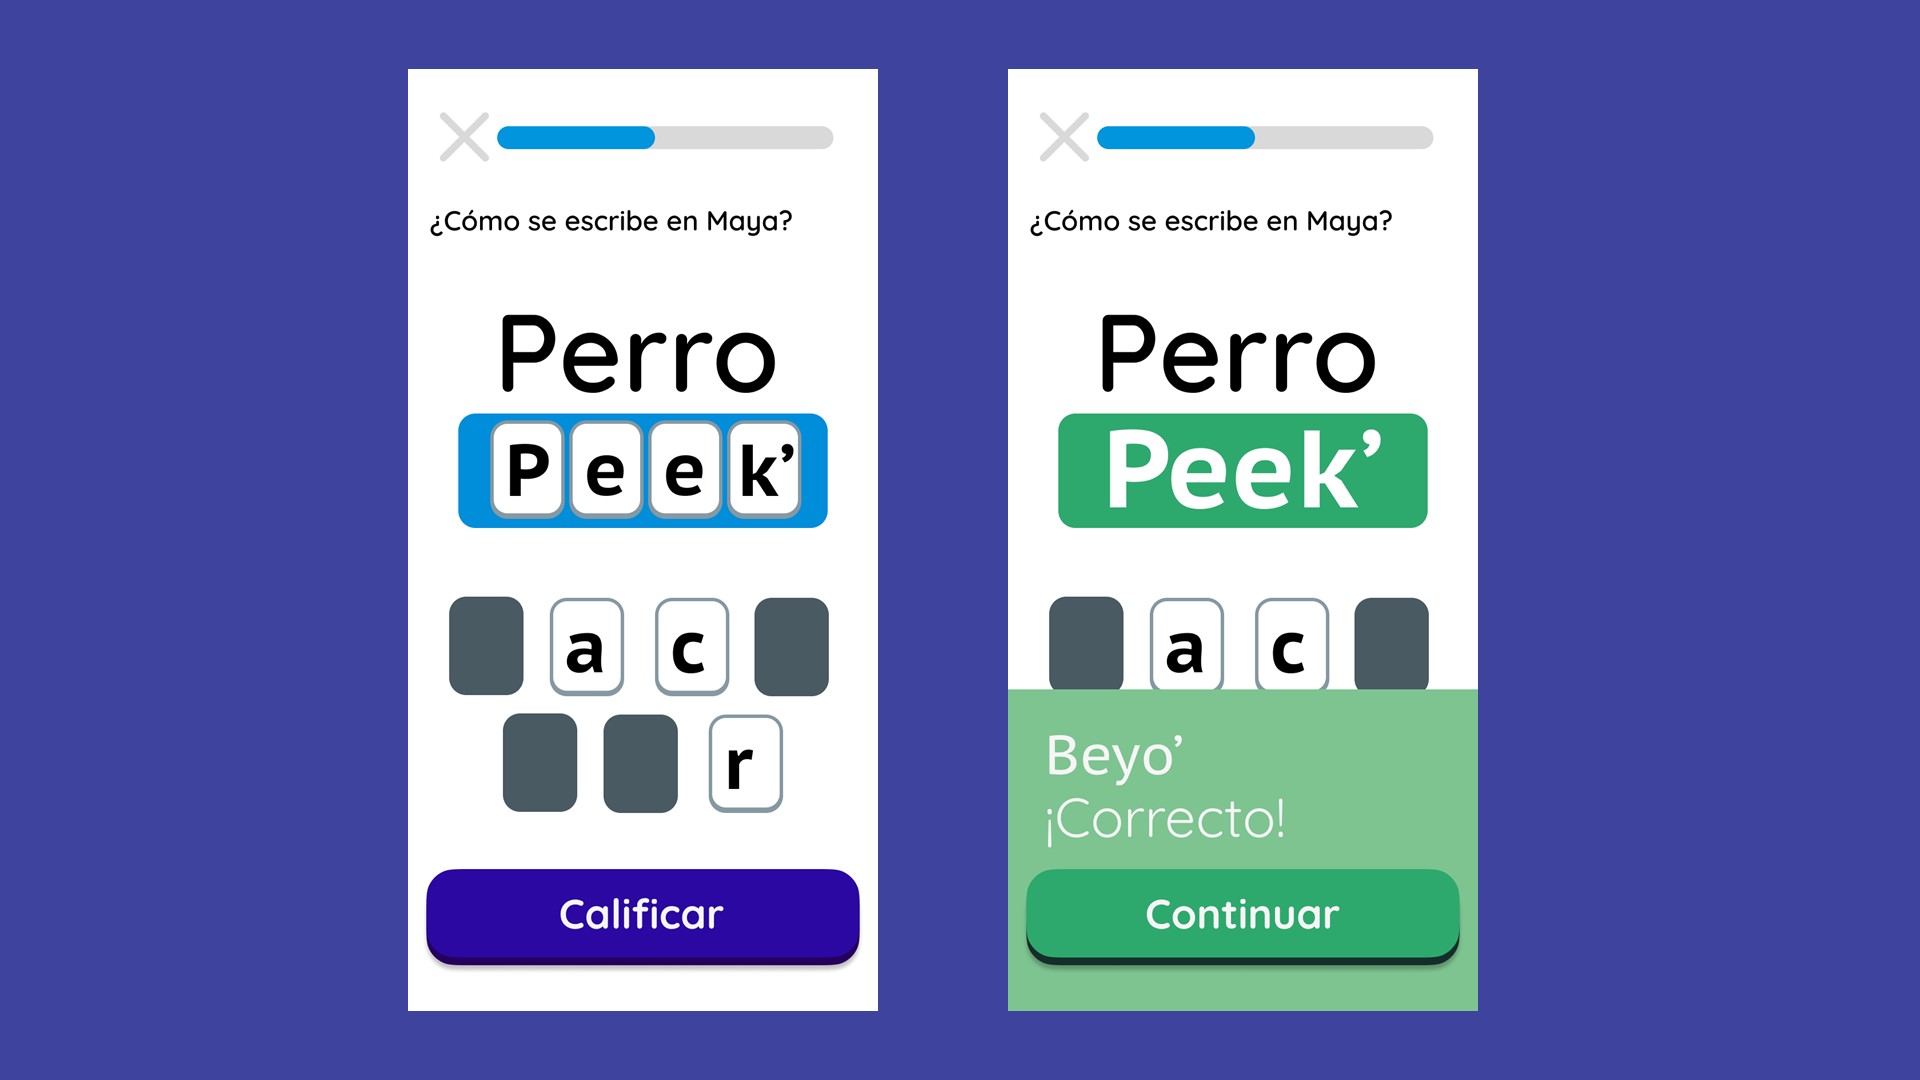 ¿Cómo se escribe en Maya?
Perro
P e e k’
a c
r
Calificar
¿Cómo se escribe en Maya?
Perro
Peek’
a c
Beyo’
¡Correcto!
Continuar